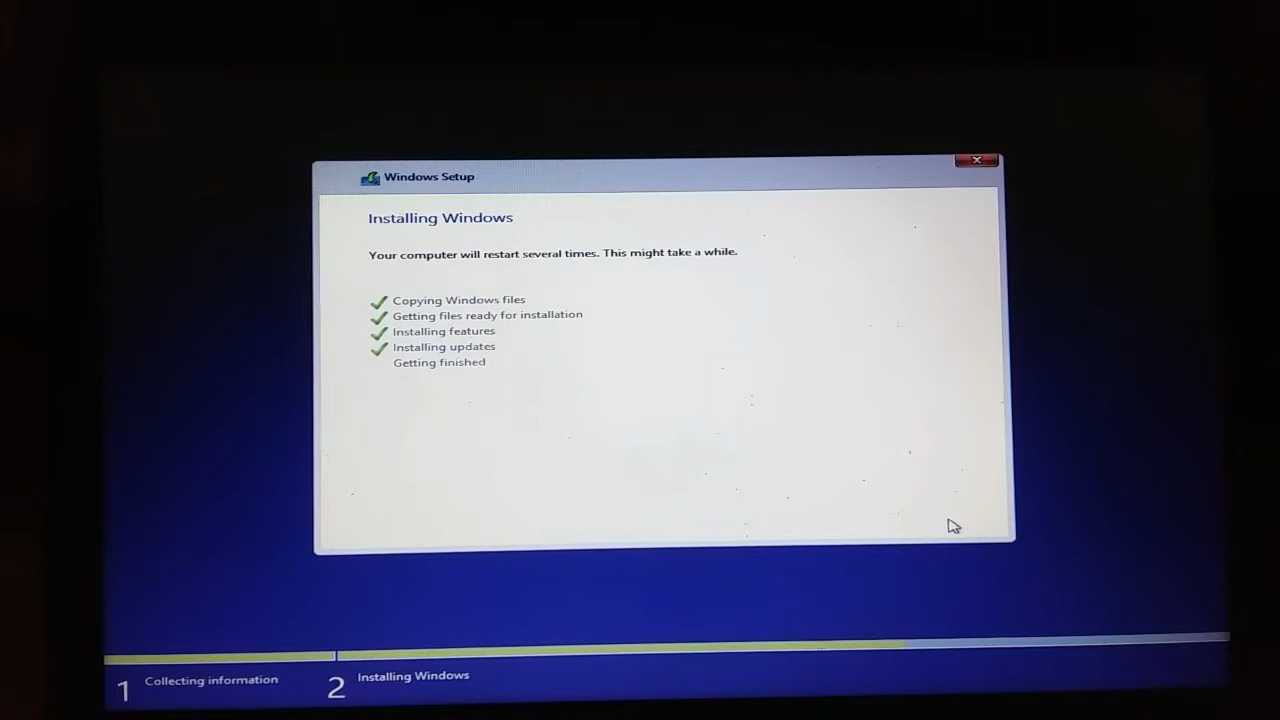 Windows Setup
Installing Windows
Your computer will restart several times. This might take a while.
Copying Windows files
Getting files ready for installation
Installing features
Installing updates
Getting finished
1 Collecting information
2 Installing Windows